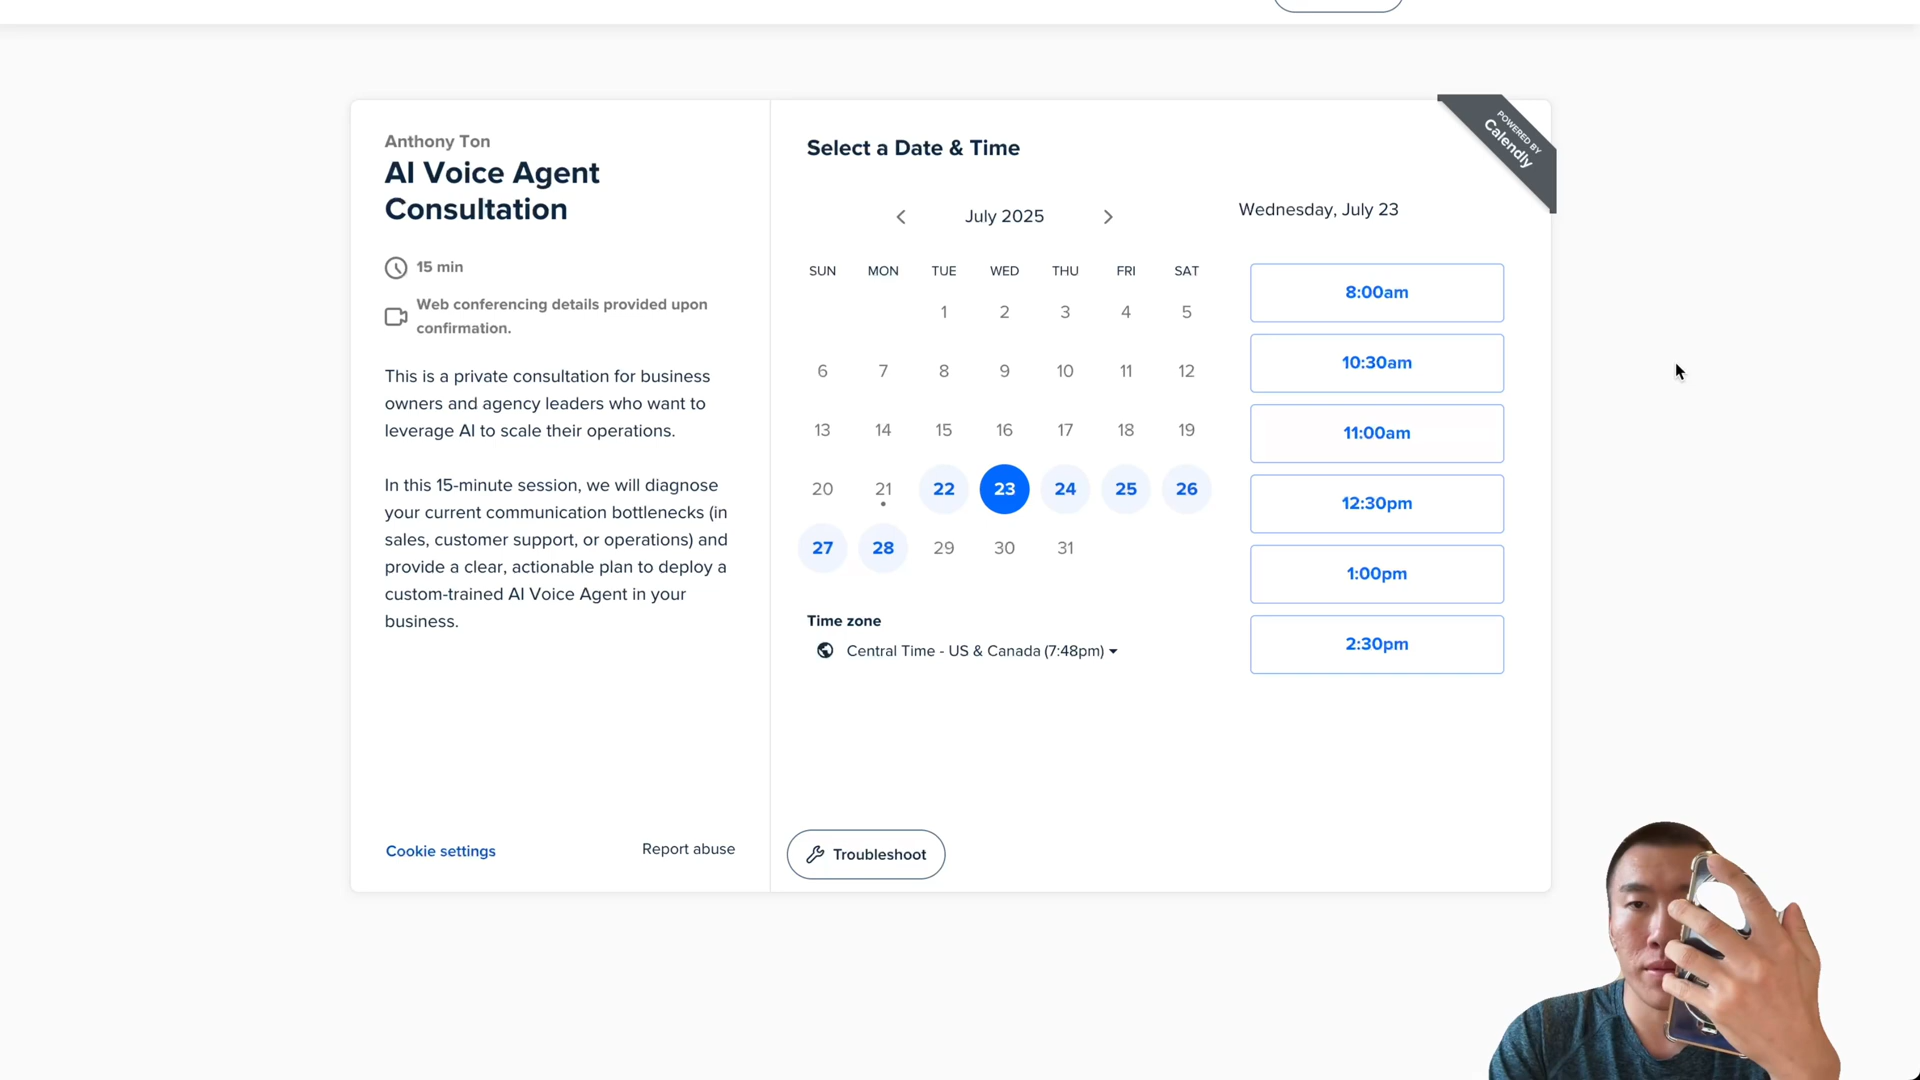 Anthony Ton
AI Voice Agent
Consultation
15 min
Web conferencing details provided upon
confirmation.
This is a private consultation for business
owners and agency leaders who want to
leverage AI to scale their operations.
In this 15-minute session, we will diagnose
your current communication bottlenecks (in
sales, customer support, or operations) and
provide a clear, actionable plan to deploy a
custom-trained AI Voice Agent in your
business.
Cookie settings
Report abuse
Select a Date & Time
July 2025
SUN MON TUE WED THU FRI SAT
1 2 3 4 5
6 7 8 9 10 11 12
13 14 15 16 17 18 19
20 21 22 23 24 25 26
27 28 29 30 31
Time zone
Central Time - US & Canada (7:48pm)
Troubleshoot
Wednesday, July 23
8:00am
10:30am
11:00am
12:30pm
1:00pm
2:30pm
POWERED BY
Calendly